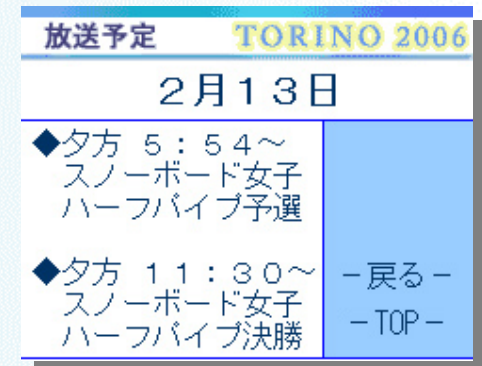 放送予定 TORINO 2006
2月13日
◆夕方 5：54～
スノーボード女子
ハーフパイプ予選
◆夕方 11：30～
スノーボード女子
ハーフパイプ決勝
－戻る－
－TOP－